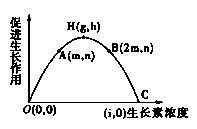 促进生长作用
H(g,h)
A(m,n)
B(2m,n)
C
O(0,0)
(i,0)生长素浓度